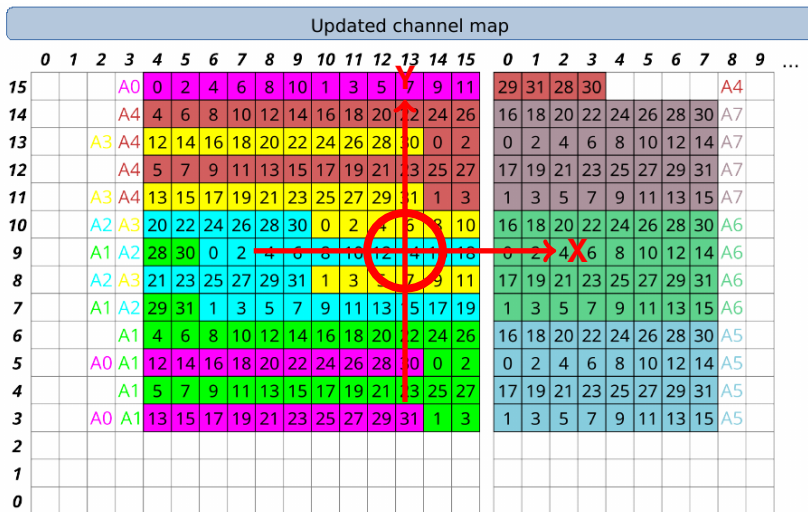 Updated channel map
0 1 2 3 4 5 6 7 8 9 10 11 12 13 14 15 0 1 2 3 4 5 6 7 8 9 ...
Y
15 A0 0 2 4 6 8 10 1 3 5 7 9 11 29 31 28 30 A4
14 A4 4 6 8 10 12 14 16 18 20 22 24 26 16 18 20 22 24 26 28 30 A7
13 A3 A4 12 14 16 18 20 22 24 26 28 30 0 2 0 2 4 6 8 10 12 14 A7
12 A4 5 7 9 11 13 15 17 19 21 23 25 27 17 19 21 23 25 27 29 31 A7
11 A3 A4 13 15 17 19 21 23 25 27 29 31 1 3 1 3 5 7 9 11 13 15 A7
10 A2 A3 20 22 24 26 28 30 0 2 4 6 8 10 16 18 20 22 24 26 28 30 A6
9 A1 A2 28 30 0 2 4 6 8 10 12 14 16 18 0 2 4 X 6 8 10 12 14 A6
8 A2 A3 21 23 25 27 29 31 1 3 5 7 9 11 17 19 21 23 25 27 29 31 A6
7 A1 A2 29 31 1 3 5 7 9 11 13 15 17 19 1 3 5 7 9 11 13 15 A6
6 A1 4 6 8 10 12 14 16 18 20 22 24 26 16 18 20 22 24 26 28 30 A5
5 A0 A1 12 14 16 18 20 22 24 26 28 30 0 2 0 2 4 6 8 10 12 14 A5
4 A1 5 7 9 11 13 15 17 19 21 23 25 27 17 19 21 23 25 27 29 31 A5
3 A0 A1 13 15 17 19 21 23 25 27 29 31 1 3 1 3 5 7 9 11 13 15 A5
2
1
0